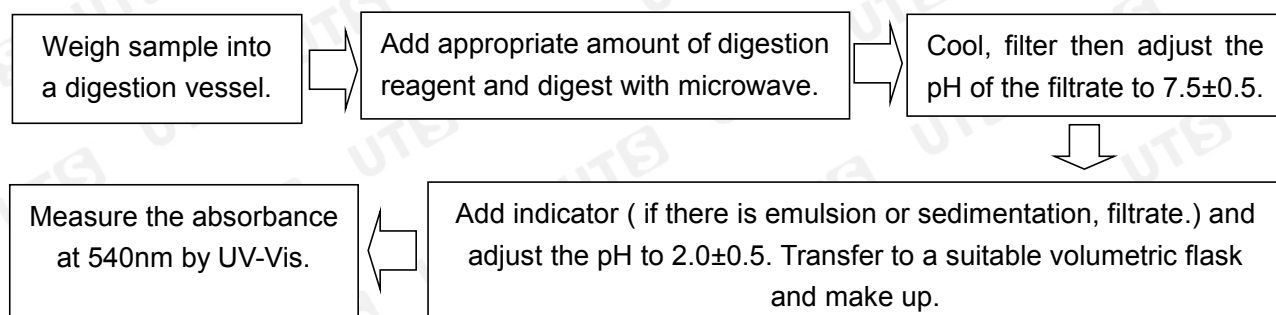 Weigh sample into
a digestion vessel.
Add appropriate amount of digestion
reagent and digest with microwave.
Cool, filter then adjust the
pH of the filtrate to 7.5±0.5.
Add indicator ( if there is emulsion or sedimentation, filtrate.) and
adjust the pH to 2.0±0.5. Transfer to a suitable volumetric flask
and make up.
Measure the absorbance
at 540nm by UV-Vis.